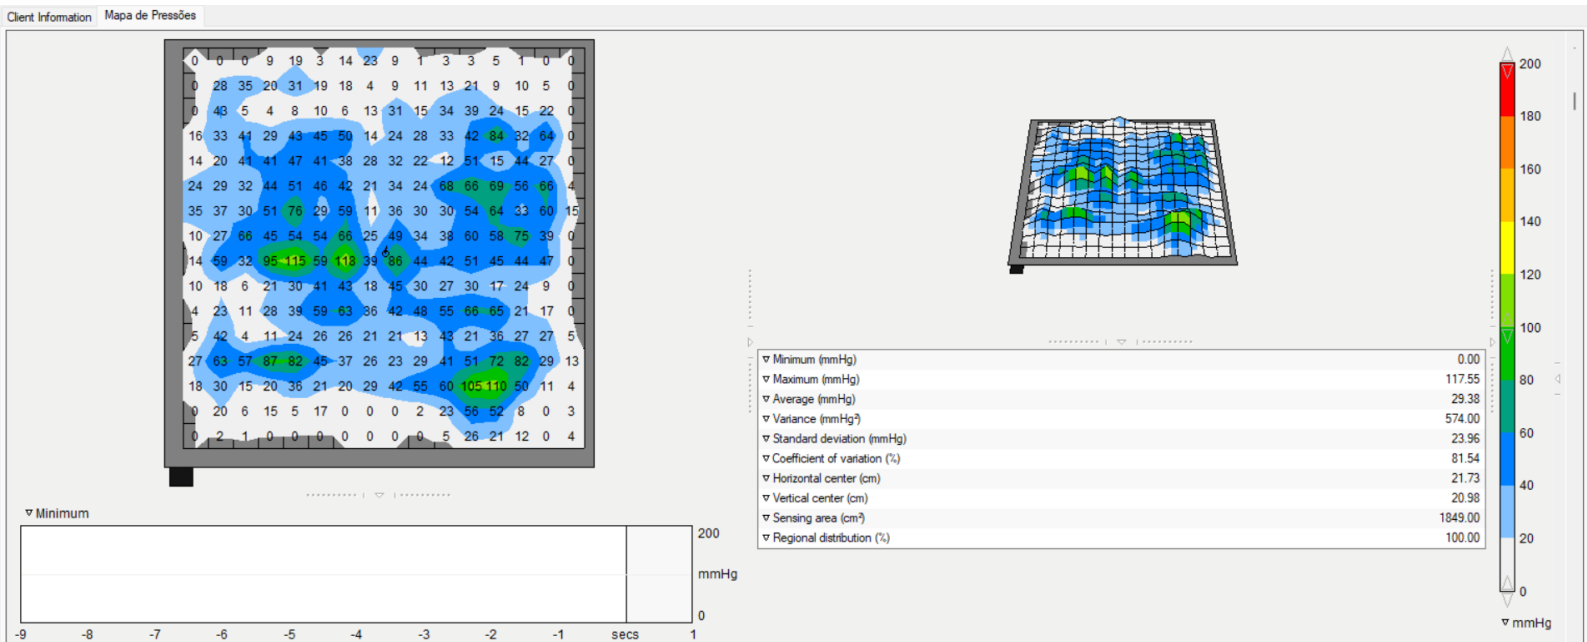 Client Information Mapa de Pressões
0 0 0 9 19 3 14 23 9 1 3 3 5 1 0 0
0 28 35 20 31 19 18 4 9 11 13 21 9 10 5 0
0 43 5 4 8 10 6 13 31 15 34 39 24 15 22 0
16 33 41 29 43 45 50 14 24 28 33 42 84 32 64 0
14 20 41 41 47 41 38 28 32 22 12 51 15 44 27 0
24 29 32 44 51 46 42 21 34 24 68 66 69 56 66 4
35 37 30 51 76 29 59 11 36 30 30 54 64 33 60 15
10 27 66 45 54 54 66 25 49 34 38 60 58 75 39 0
14 59 32 95 115 59 118 39 86 44 42 51 45 44 47 0
10 18 6 21 30 41 43 18 45 30 27 30 17 24 9 0
4 23 11 28 39 59 63 36 42 48 55 66 65 21 17 0
5 42 4 11 24 26 26 21 21 13 43 21 36 27 27 5
27 63 57 87 82 45 37 26 23 29 41 51 72 82 29 13
18 30 15 20 36 21 20 29 42 55 60 105 110 50 11 4
0 20 6 15 5 17 0 0 0 2 23 56 52 8 0 3
0 2 1 0 0 0 0 0 0 0 5 26 21 12 0 4
Minimum
200
mmHg
0
-9 -8 -7 -6 -5 -4 -3 -2 -1 secs 1
Minimum (mmHg) 0.00
Maximum (mmHg) 117.55
Average (mmHg) 29.38
Variance (mmHg²) 574.00
Standard deviation (mmHg) 23.96
Coefficient of variation (%) 81.54
Horizontal center (cm) 21.73
Vertical center (cm) 20.98
Sensing area (cm²) 1849.00
Regional distribution (%) 100.00
200
180
160
140
120
100
80
60
40
20
0
mmHg